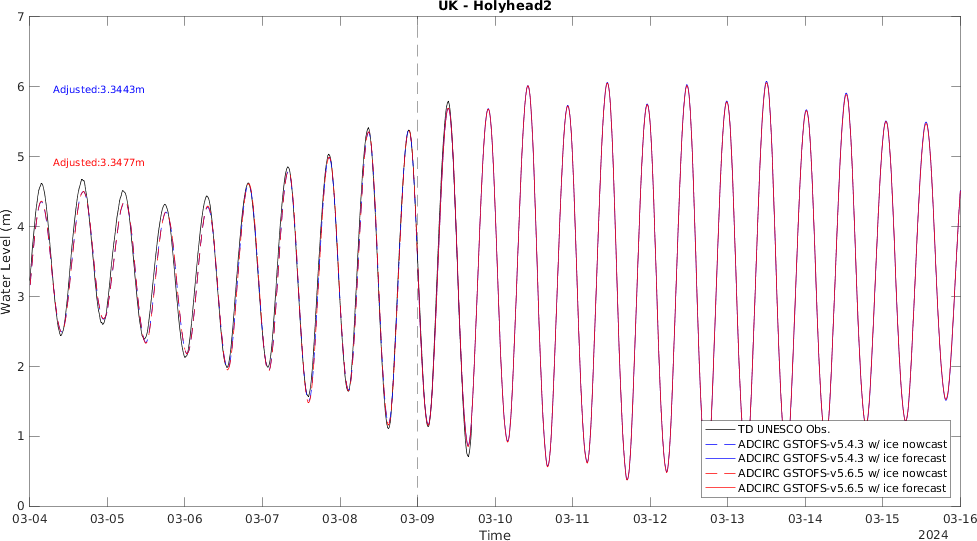 UK - Holyhead2
7
6
5
4
3
2
1
0
Water Level (m)
Adjusted:3.3443m
Adjusted:3.3477m
TD UNESCO Obs.
ADCIRC GSTOFS-v5.4.3 w/ ice nowcast
ADCIRC GSTOFS-v5.4.3 w/ ice forecast
ADCIRC GSTOFS-v5.6.5 w/ ice nowcast
ADCIRC GSTOFS-v5.6.5 w/ ice forecast
03-04 03-05 03-06 03-07 03-08 03-09 03-10 03-11 03-12 03-13 03-14 03-15 03-16
Time
2024